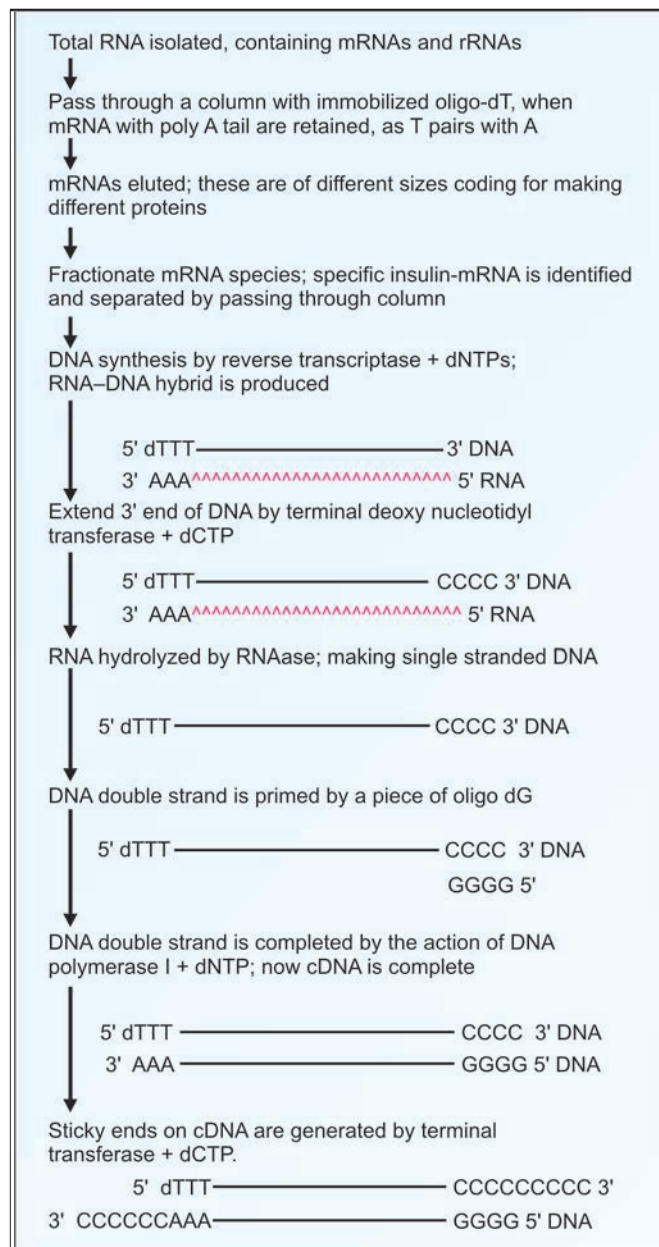 Total RNA isolated, containing mRNAs and rRNAs
Pass through a column with immobilized oligo-dT, when
mRNA with poly A tail are retained, as T pairs with A
mRNAs eluted; these are of different sizes coding for making
different proteins
Fractionate mRNA species; specific insulin-mRNA is identified
and separated by passing through column
DNA synthesis by reverse transcriptase + dNTPs;
RNA–DNA hybrid is produced
5' dTTT 3' DNA
3' AAA^^^^^^^^^^^^^^^^^^^^^^^^^^ 5' RNA
Extend 3' end of DNA by terminal deoxy nucleotidyl
transferase + dCTP
5' dTTT CCCC 3' DNA
3' AAA^^^^^^^^^^^^^^^^^^^^^^^^^^^ 5' RNA
RNA hydrolyzed by RNAase; making single stranded DNA
5' dTTT CCCC 3' DNA
DNA double strand is primed by a piece of oligo dG
5' dTTT CCCC 3' DNA
GGGG 5'
DNA double strand is completed by the action of DNA
polymerase I + dNTP; now cDNA is complete
5' dTTT CCCC 3' DNA
3' AAA GGGG 5' DNA
Sticky ends on cDNA are generated by terminal
transferase + dCTP.
5' dTTT CCCCCCCCC 3'
3' CCCCCCAAA GGGG 5' DNA